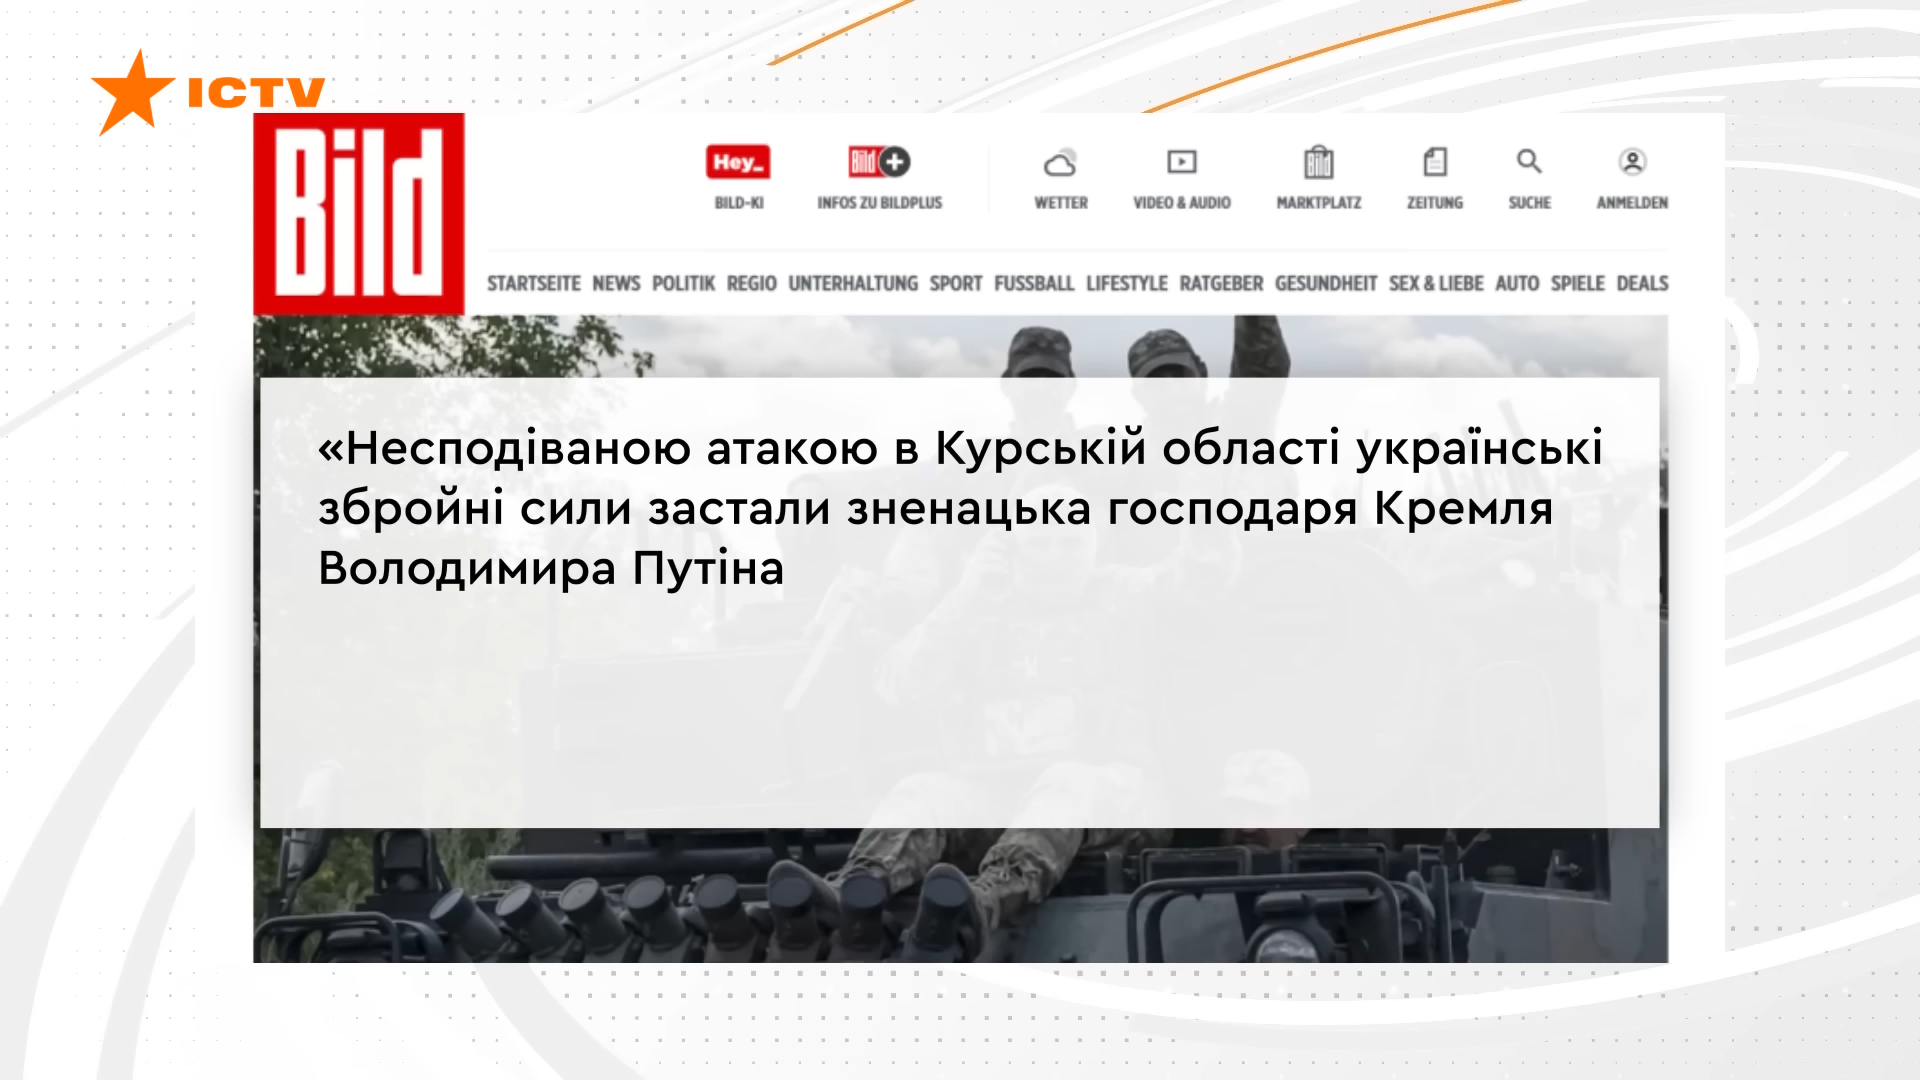 ICTV
Bild
Hey_
Bild +
Bild
BILD-KI INFOS ZU BILDPLUS WETTER VIDEO & AUDIO MARKTPLATZ ZEITUNG SUCHE ANMELDEN
STARTSEITE NEWS POLITIK REGIO UNTERHALTUNG SPORT FUSSBALL LIFESTYLE RATGEBER GESUNDHEIT SEX & LIEBE AUTO SPIELE DEALS
«Несподіваною атакою в Курській області українські
збройні сили застали зненацька господаря Кремля
Володимира Путіна